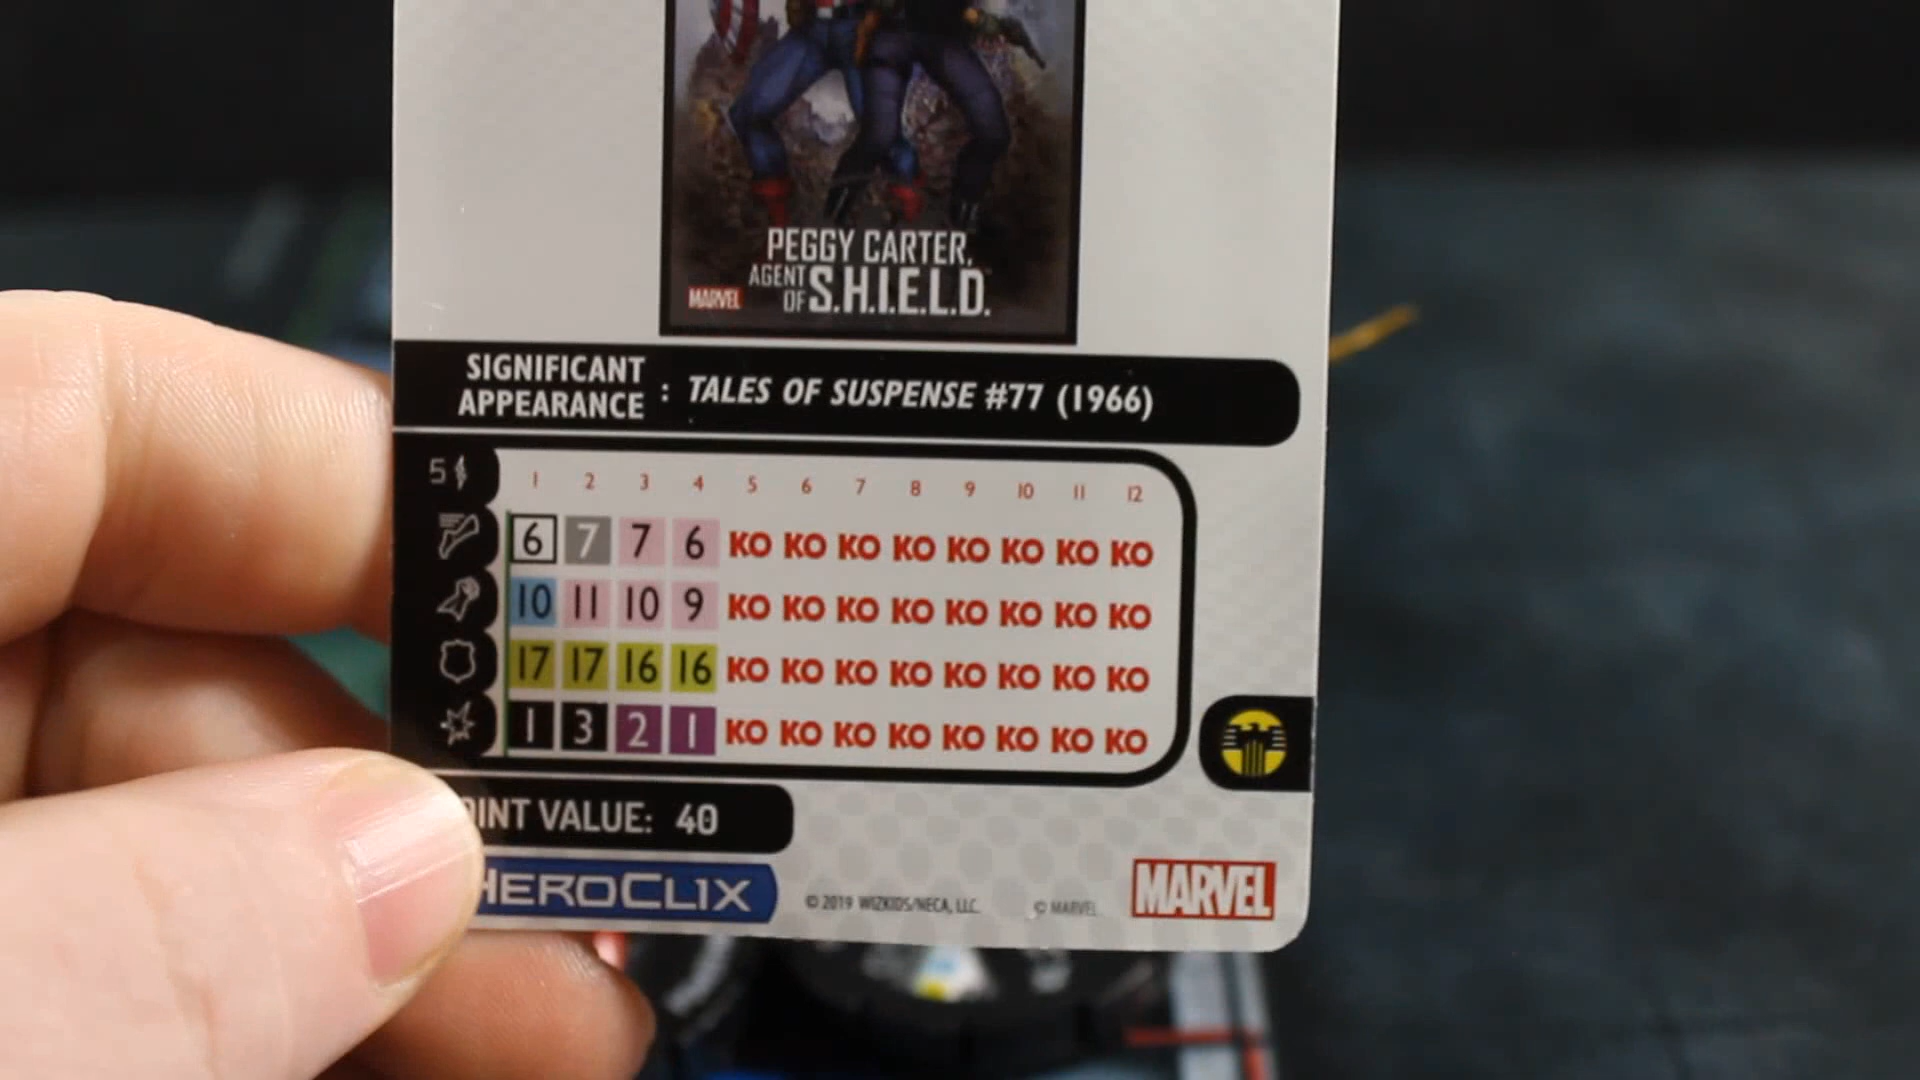 PEGGY CARTER,
AGENT
OF S.H.I.E.L.D.
MARVEL
SIGNIFICANT
APPEARANCE : TALES OF SUSPENSE #77 (1966)
5 1 2 3 4 5 6 7 8 9 10 11 12
6 7 7 6 KO KO KO KO KO KO KO KO
10 11 10 9 KO KO KO KO KO KO KO KO
17 17 16 16 KO KO KO KO KO KO KO KO
1 3 2 1 KO KO KO KO KO KO KO KO
INT VALUE: 40
HEROCLIX
© 2019 WIZKIDS/NECA, LLC.
© MARVEL
MARVEL